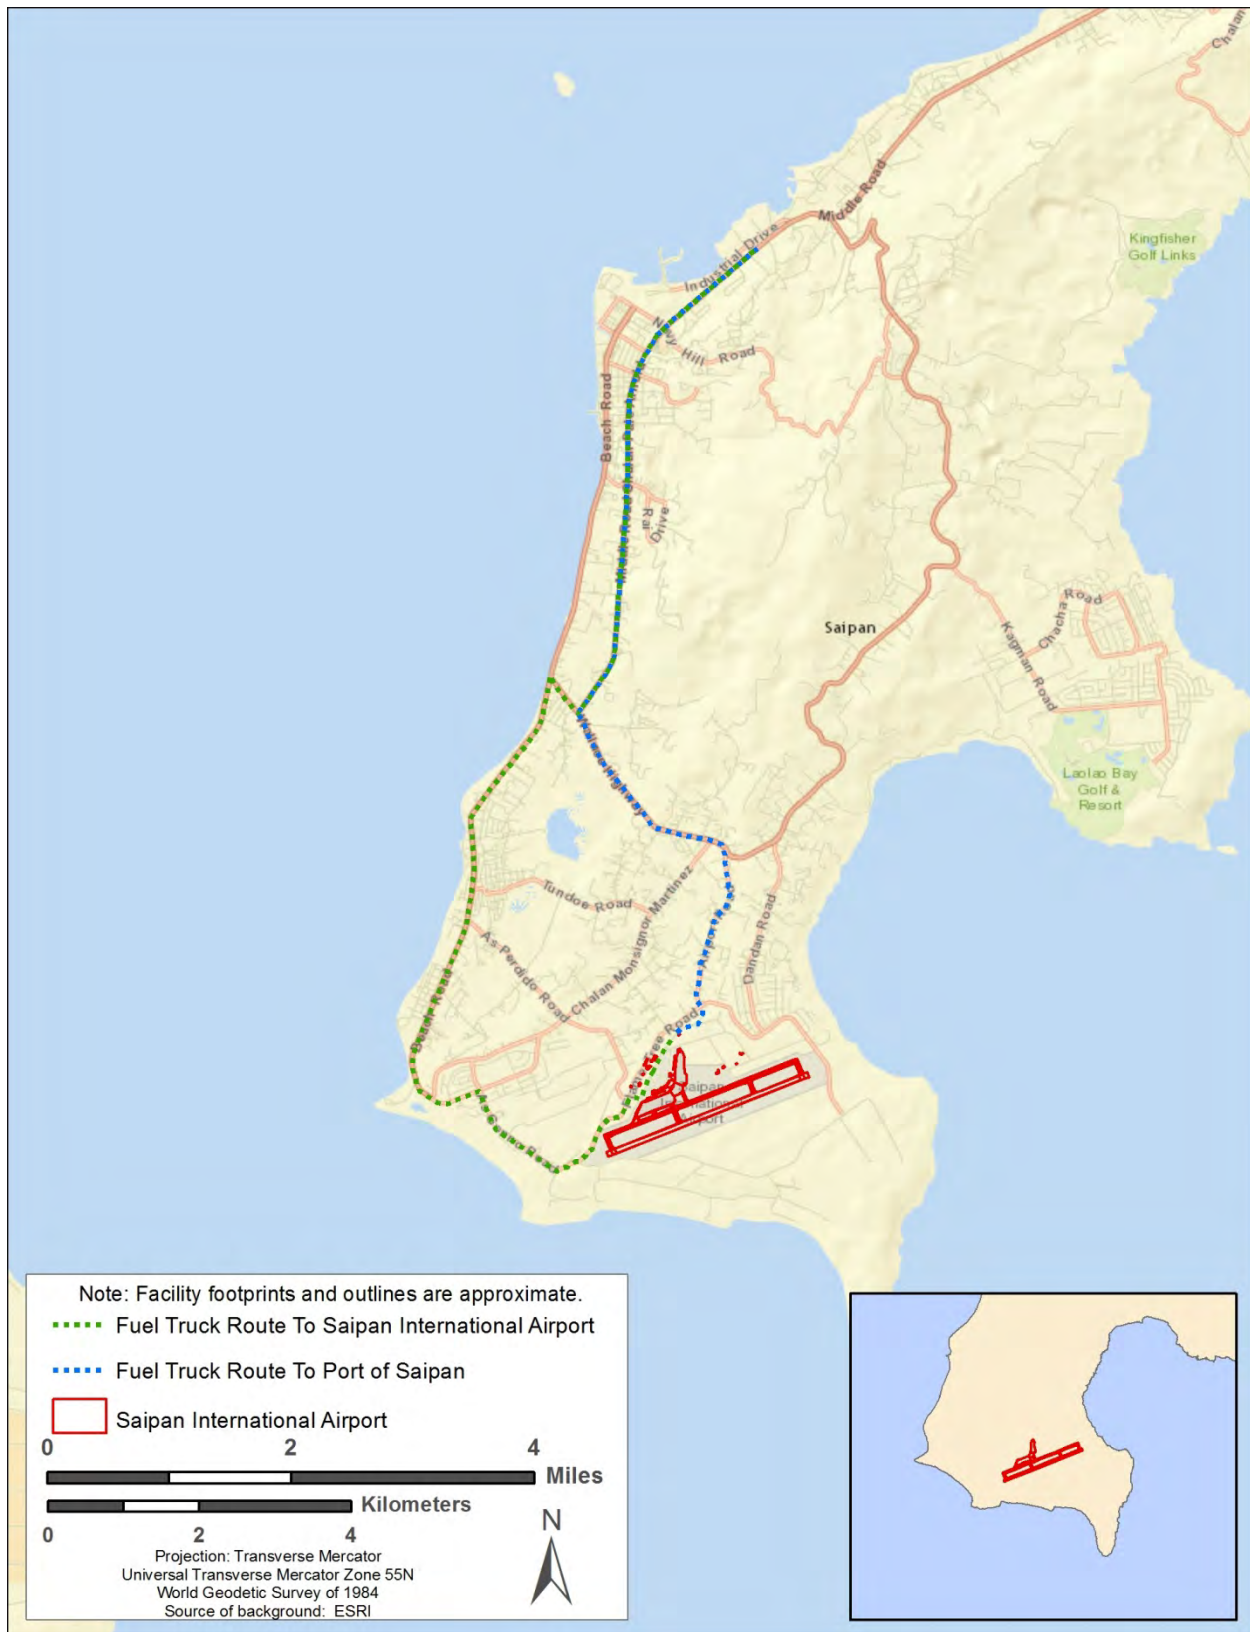 Chalan
Middle Road
Kingfisher
Golf Links
Industrial Drive
Navy Hill Road
Beach Road
Rai Drive
Saipan
Chacha Road
Kagman Road
Laolao Bay
Golf &
Resort
Highway
Tundoe Road
Chalan Monsignor Martinez
As Perdido Road
Dandan Road
Beach Road
Tree Road
Saipan
International
Airport
Note: Facility footprints and outlines are approximate.
Fuel Truck Route To Saipan International Airport
Fuel Truck Route To Port of Saipan
Saipan International Airport
0 2 4
Miles
Kilometers
0 2 4
N
Projection: Transverse Mercator
Universal Transverse Mercator Zone 55N
World Geodetic Survey of 1984
Source of background: ESRI